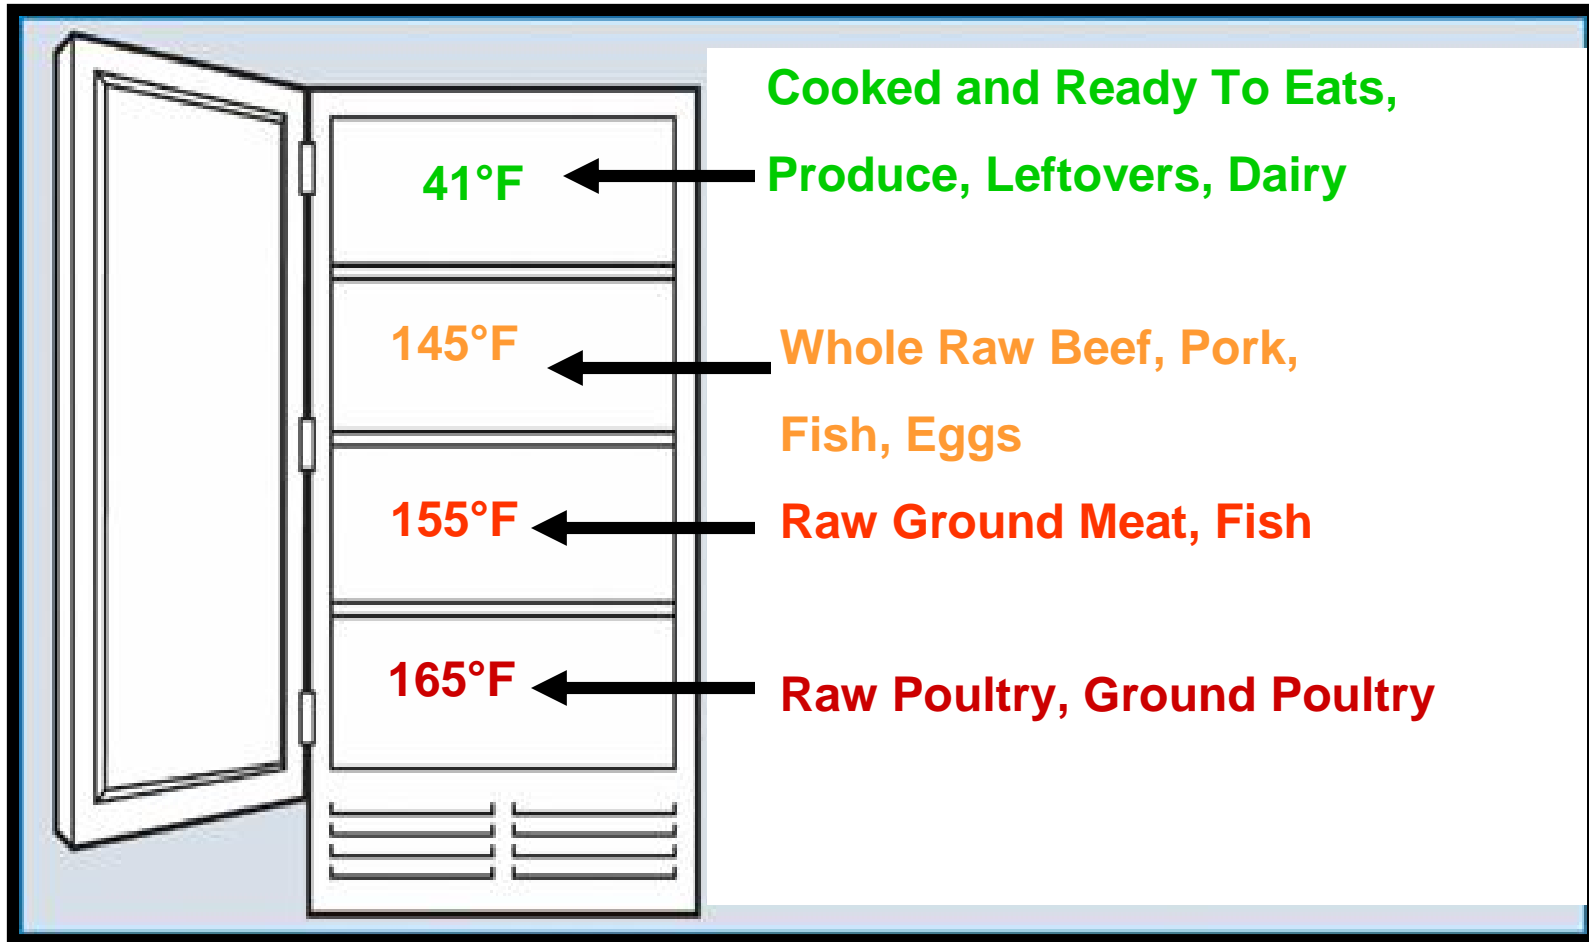 Cooked and Ready To Eats,
41°F
Produce, Leftovers, Dairy
145°F
Whole Raw Beef, Pork,
Fish, Eggs
155°F
Raw Ground Meat, Fish
165°F
Raw Poultry, Ground Poultry